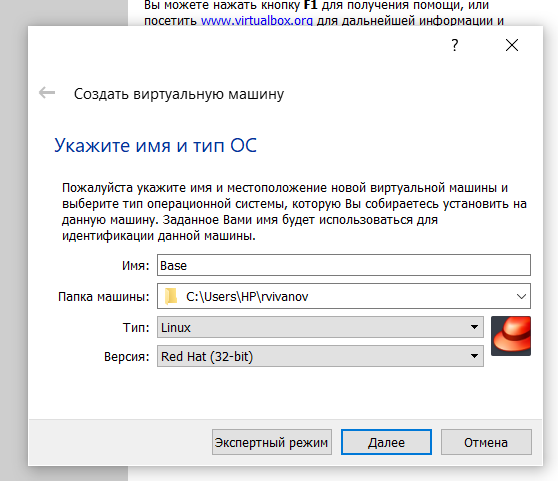 Вы можете нажать кнопку F1 для получения помощи, или
посетить www.virtualbox.org для дальнейшей информации и
?
Создать виртуальную машину
Укажите имя и тип ОС
Пожалуйста укажите имя и местоположение новой виртуальной машины и
выберите тип операционной системы, которую Вы собираетесь установить на
данную машину. Заданное Вами имя будет использоваться для
идентификации данной машины.
Имя: Base
Папка машины: C:\Users\HP\rvivanov
Тип: Linux
Версия: Red Hat (32-bit)
Экспертный режим Далее Отмена